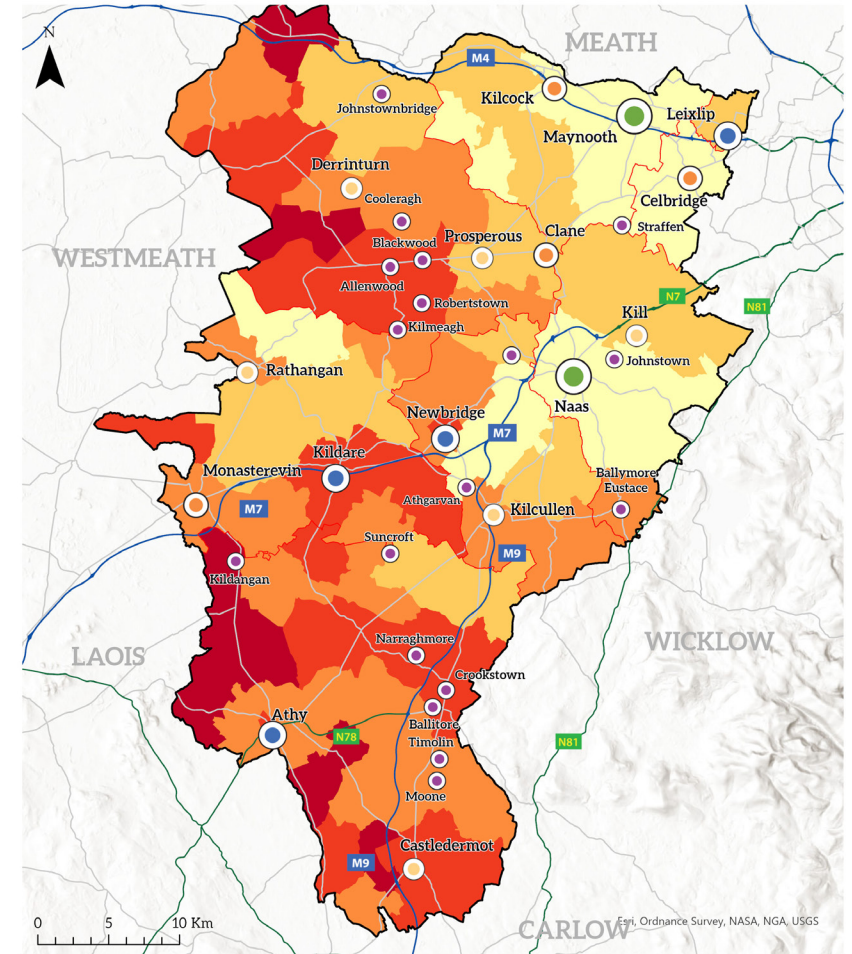 N
MEATH
M4
Kilcock
Johnstownbridge
Leixlip
Maynooth
Derrinturn
Cooleragh
Celbridge
Straffen
Clane
Prosperous
Blackwood
WESTMEATH
Allenwood
N7
Robertstown
N81
Kill
Kilmeagh
Johnstown
Rathangan
Naas
Newbridge
M7
Kildare
Monasterevin
Ballymore
Eustace
Athgarvan
M7
Kilcullen
Suncroft
M9
Kildangan
Narraghmore
WICKLOW
LAOIS
Crookstown
Athy
Ballitore
N78
Timolin
N81
Moone
Castledermot
M9
0 5 10 Km
Esri, Ordnance Survey, NASA, NGA, USGS
CARLOW